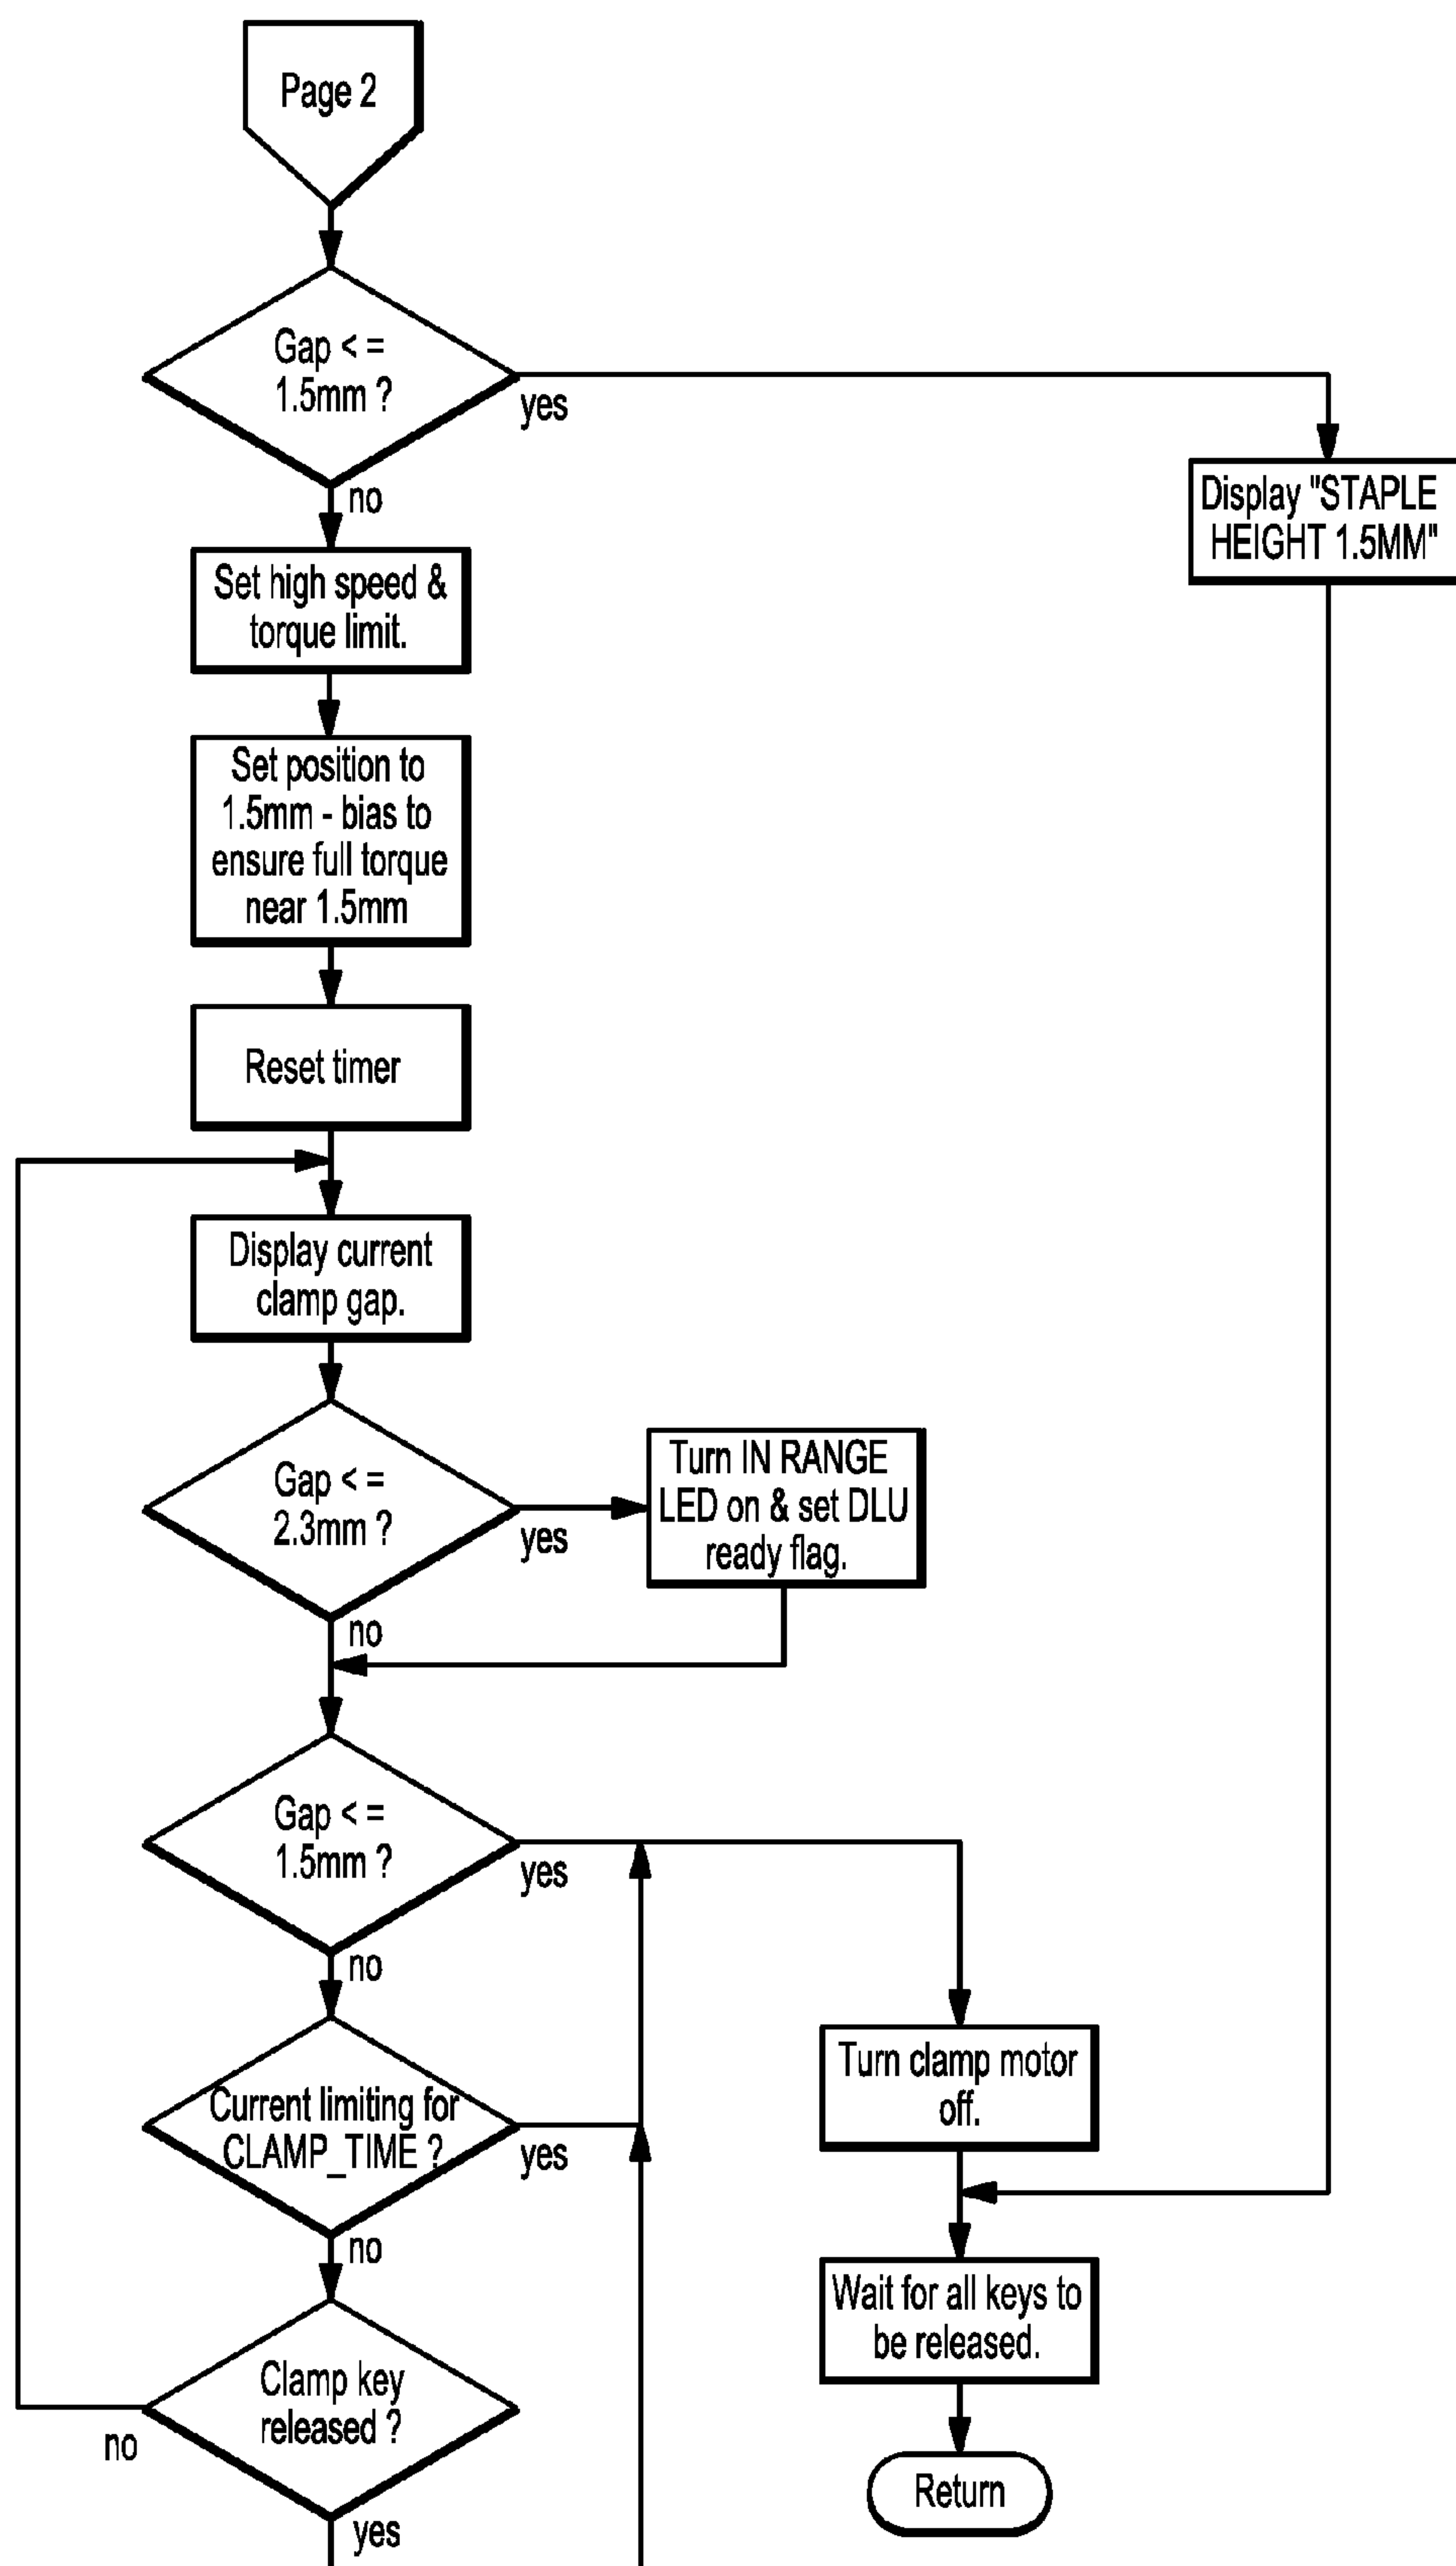 Page 2
Gap < =
1.5mm ?
yes
no
Display "STAPLE
HEIGHT 1.5MM"
Set high speed &
torque limit.
Set position to
1.5mm - bias to
ensure full torque
near 1.5mm
Reset timer
Display current
clamp gap.
Gap < =
2.3mm ?
yes
no
Turn IN RANGE
LED on & set DLU
ready flag.
Gap < =
1.5mm ?
yes
no
Current limiting for
CLAMP_TIME ?
yes
no
Clamp key
released ?
no
yes
Turn clamp motor
off.
Wait for all keys to
be released.
Return